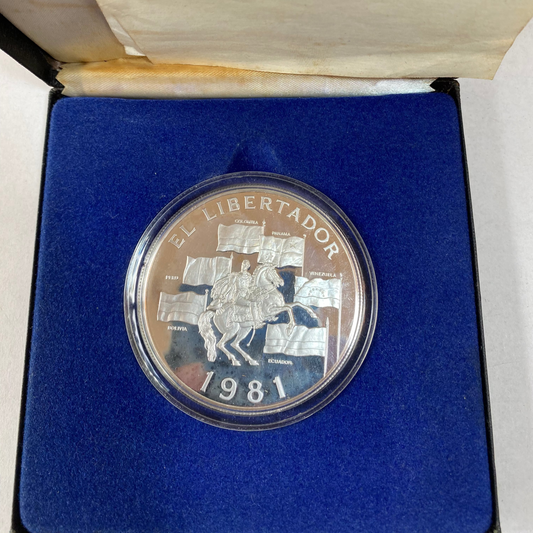 EL LIBERTADOR
COLOMBIA
PANAMA
PERU
VENEZUELA
BOLIVIA
ECUADOR
1981